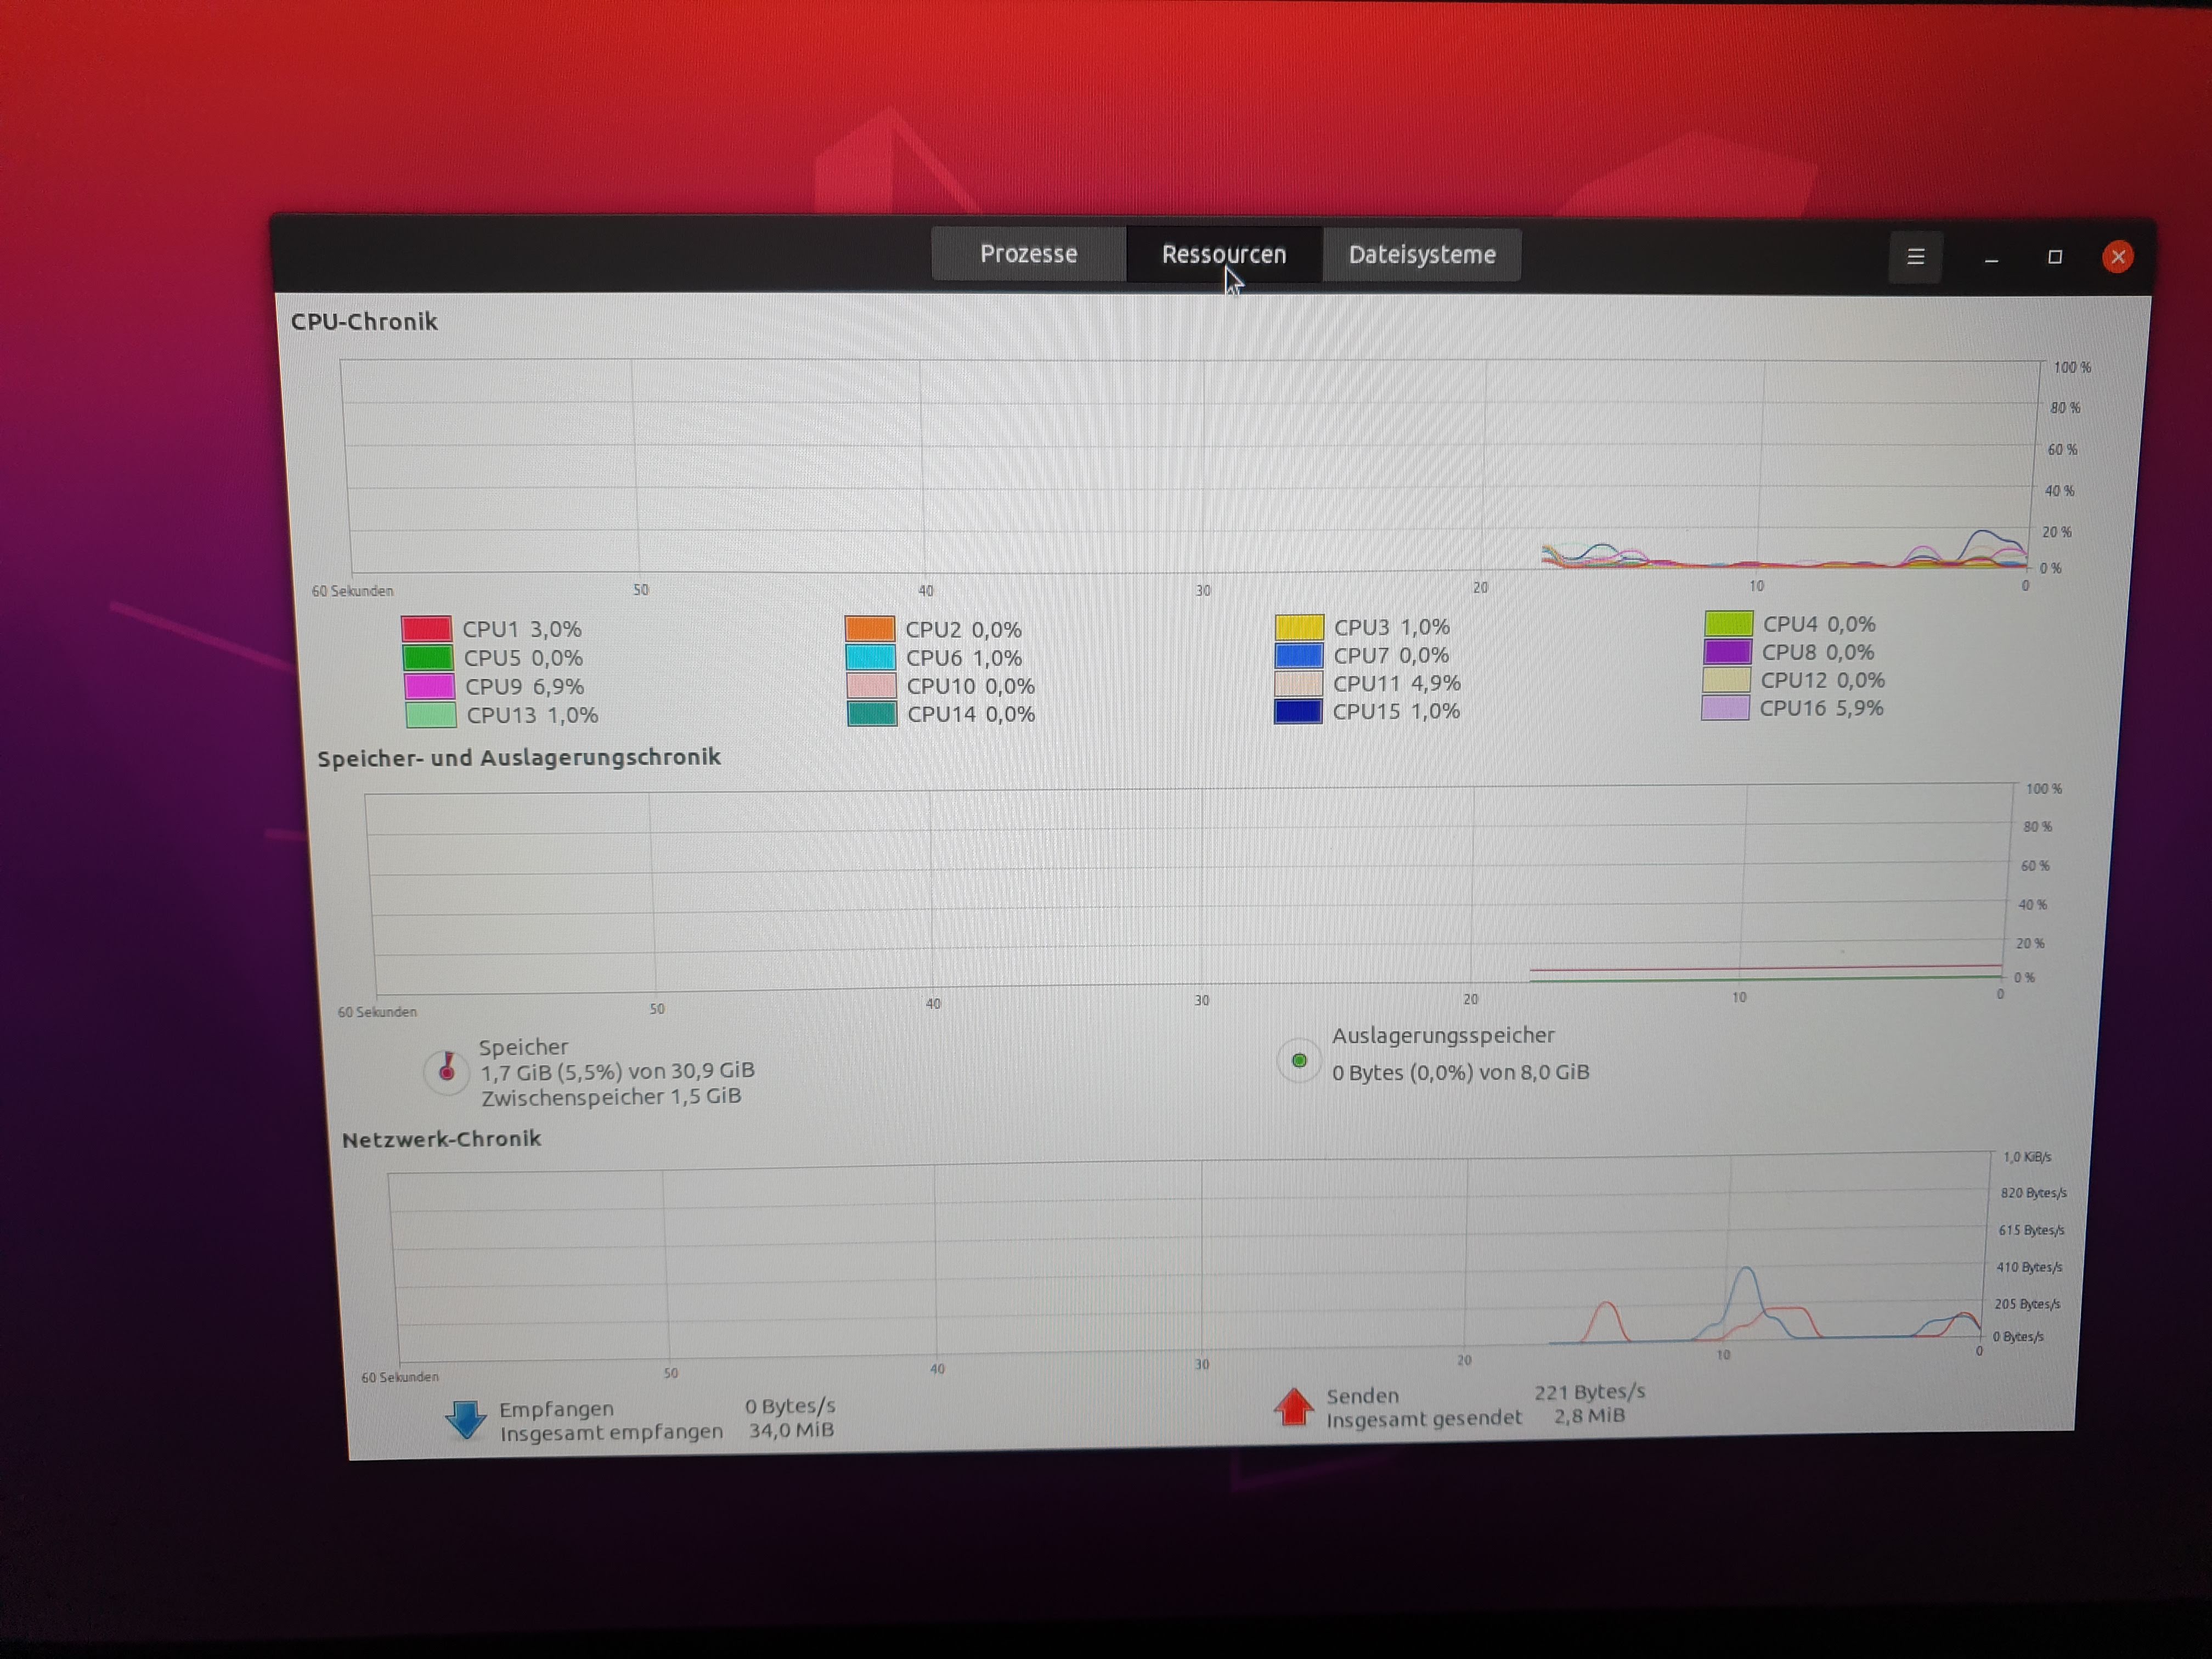 Prozesse Ressourcen Dateisysteme
CPU-Chronik
100 %
80 %
60 %
40 %
20 %
0 %
60 Sekunden 50 40 30 20 10 0
CPU1 3,0% CPU2 0,0% CPU3 1,0% CPU4 0,0%
CPU5 0,0% CPU6 1,0% CPU7 0,0% CPU8 0,0%
CPU9 6,9% CPU10 0,0% CPU11 4,9% CPU12 0,0%
CPU13 1,0% CPU14 0,0% CPU15 1,0% CPU16 5,9%
Speicher- und Auslagerungschronik
100 %
80 %
60 %
40 %
20 %
0 %
60 Sekunden 50 40 30 20 10 0
Speicher
1,7 GiB (5,5%) von 30,9 GiB
Zwischenspeicher 1,5 GiB
Auslagerungsspeicher
0 Bytes (0,0%) von 8,0 GiB
Netzwerk-Chronik
1,0 KiB/s
820 Bytes/s
615 Bytes/s
410 Bytes/s
205 Bytes/s
0 Bytes/s
60 Sekunden 50 40 30 20 10 0
Empfangen 0 Bytes/s
Insgesamt empfangen 34,0 MiB
Senden 221 Bytes/s
Insgesamt gesendet 2,8 MiB